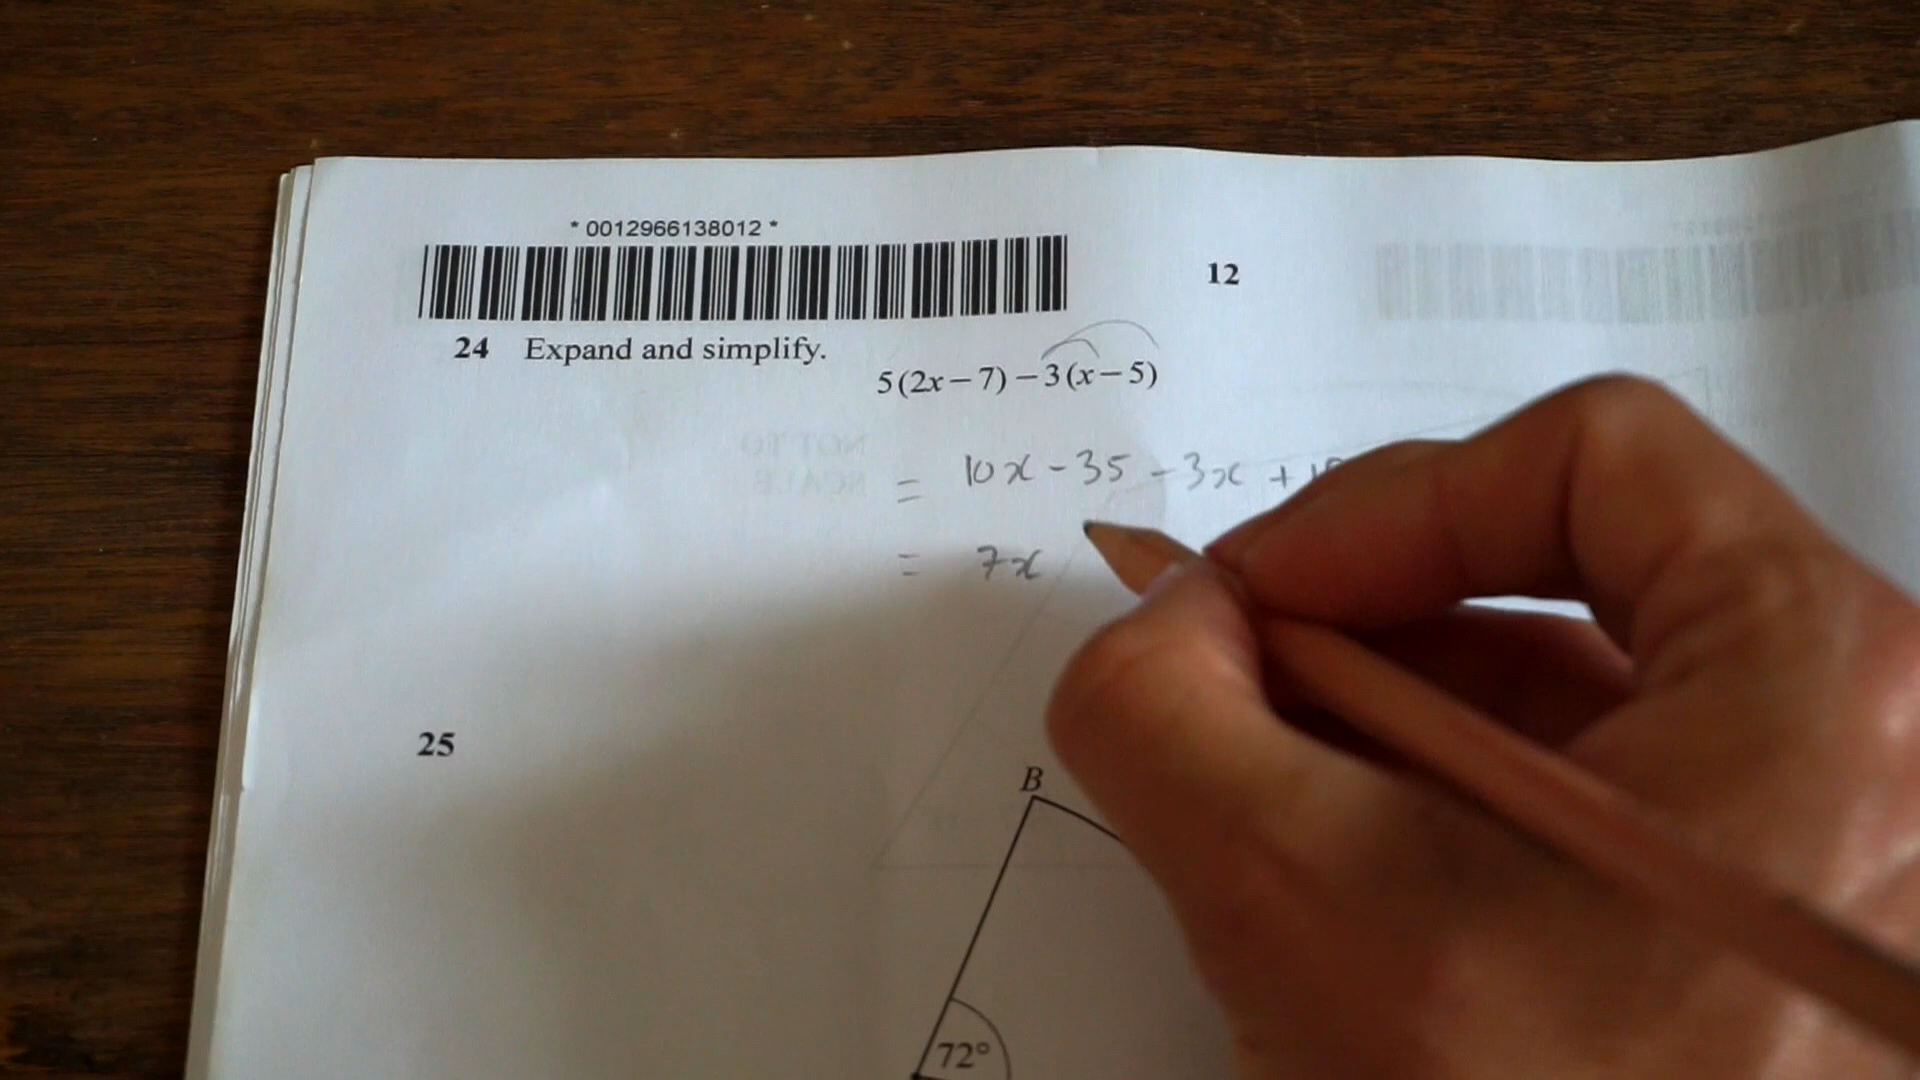 * 0012966138012 *
12
24 Expand and simplify.
5(2x – 7) – 3(x – 5)
= 10x - 35 - 3x +
= 7x
25
B
72°